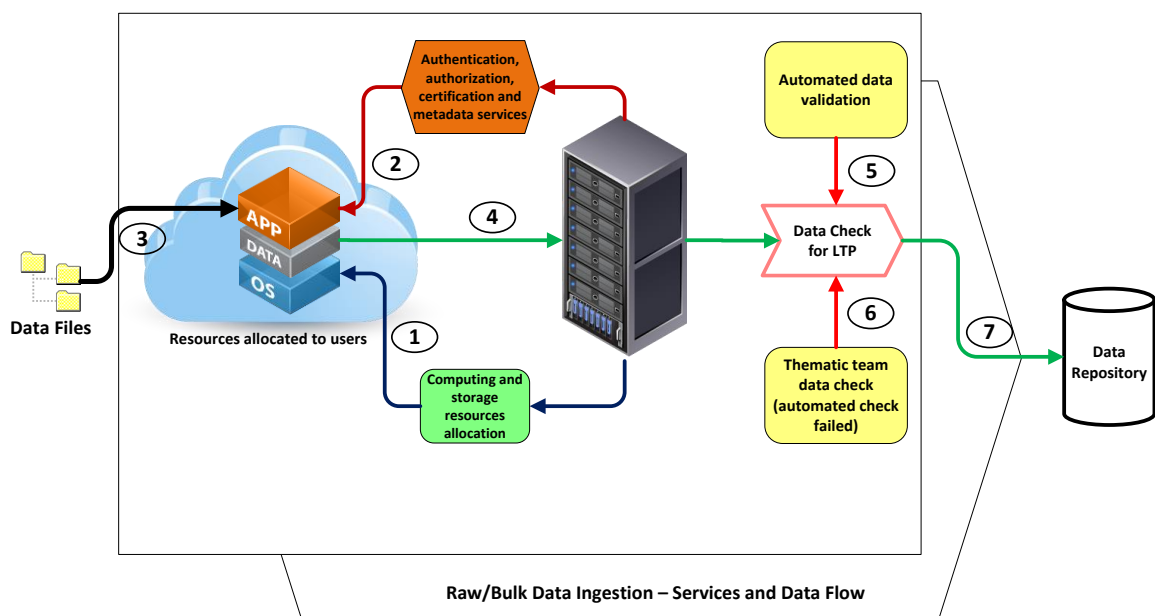 Authentication,
authorization,
certification and
metadata services
Automated data
validation
2
5
3
APP
DATA
OS
4
Data Check
for LTP
Data Files
Resources allocated to users
1
6
7
Computing and
storage
resources
allocation
Thematic team
data check
(automated check
failed)
Data
Repository
Raw/Bulk Data Ingestion – Services and Data Flow